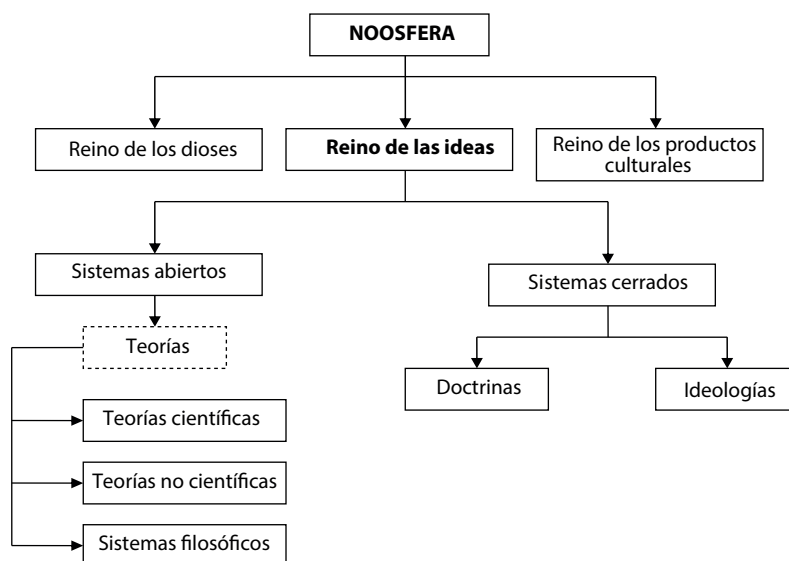 NOOSFERA
Reino de los dioses
Reino de las ideas
Reino de los productos
culturales
Sistemas abiertos
Sistemas cerrados
Teorías
Doctrinas
Ideologías
Teorías científicas
Teorías no científicas
Sistemas filosóficos